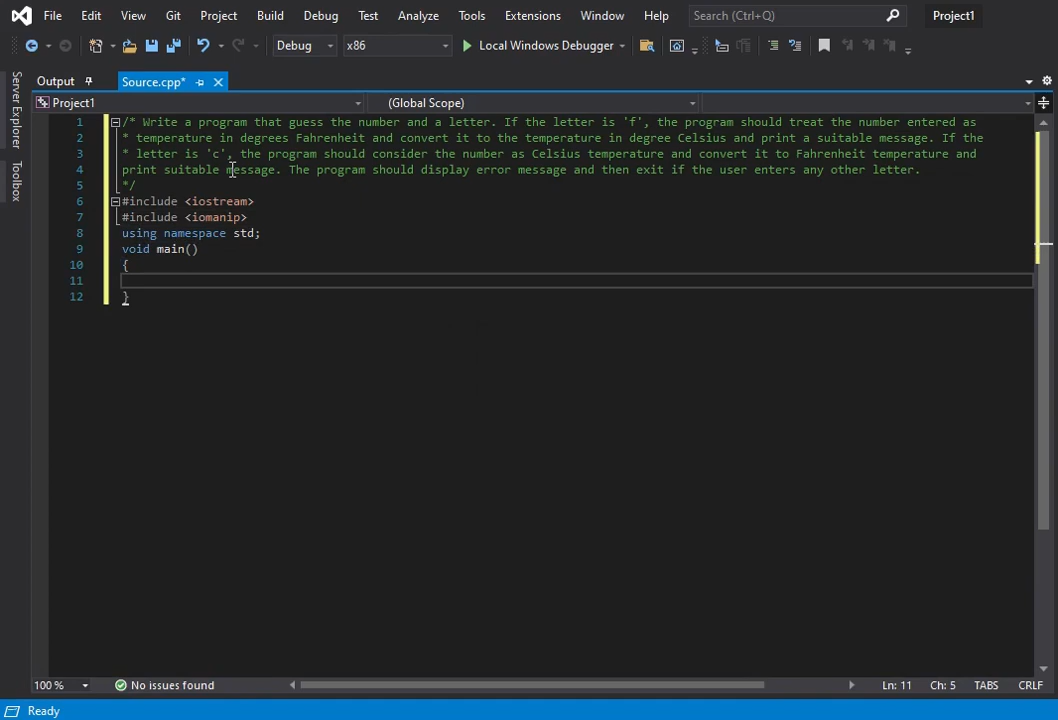 File Edit View Git Project Build Debug Test Analyze Tools Extensions Window Help Search (Ctrl+Q) Project1
Debug x86 Local Windows Debugger
Output Source.cpp*
Project1 (Global Scope)
Server Explorer
Toolbox
1 /* Write a program that guess the number and a letter. If the letter is 'f', the program should treat the number entered as
2 * temperature in degrees Fahrenheit and convert it to the temperature in degree Celsius and print a suitable message. If the
3 * letter is 'c', the program should consider the number as Celsius temperature and convert it to Fahrenheit temperature and
4 print suitable message. The program should display error message and then exit if the user enters any other letter.
5 */
6 #include <iostream>
7 #include <iomanip>
8 using namespace std;
9 void main()
10 {
11
12 }
100 % No issues found Ln: 11 Ch: 5 TABS CRLF
Ready